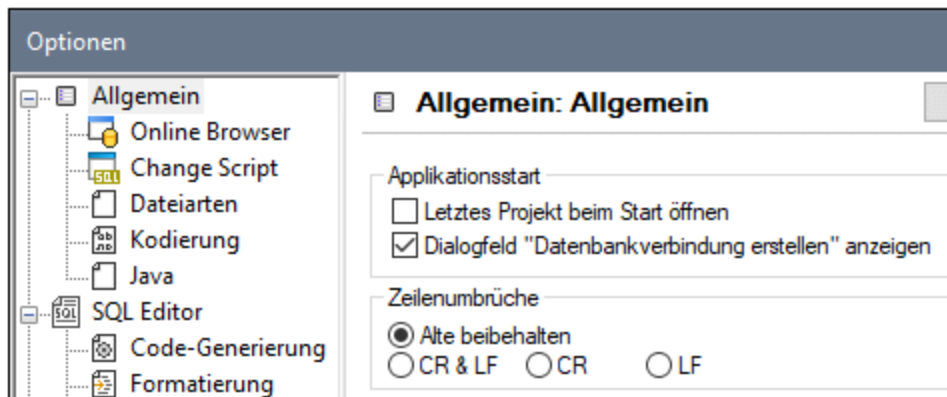 Optionen
Allgemein
Online Browser
Change Script
Dateiarten
Kodierung
Java
SQL Editor
Code-Generierung
Formatierung
Allgemein: Allgemein
Applikationsstart
Letztes Projekt beim Start öffnen
Dialogfeld "Datenbankverbindung erstellen" anzeigen
Zeilenumbrüche
Alte beibehalten
CR & LF CR LF